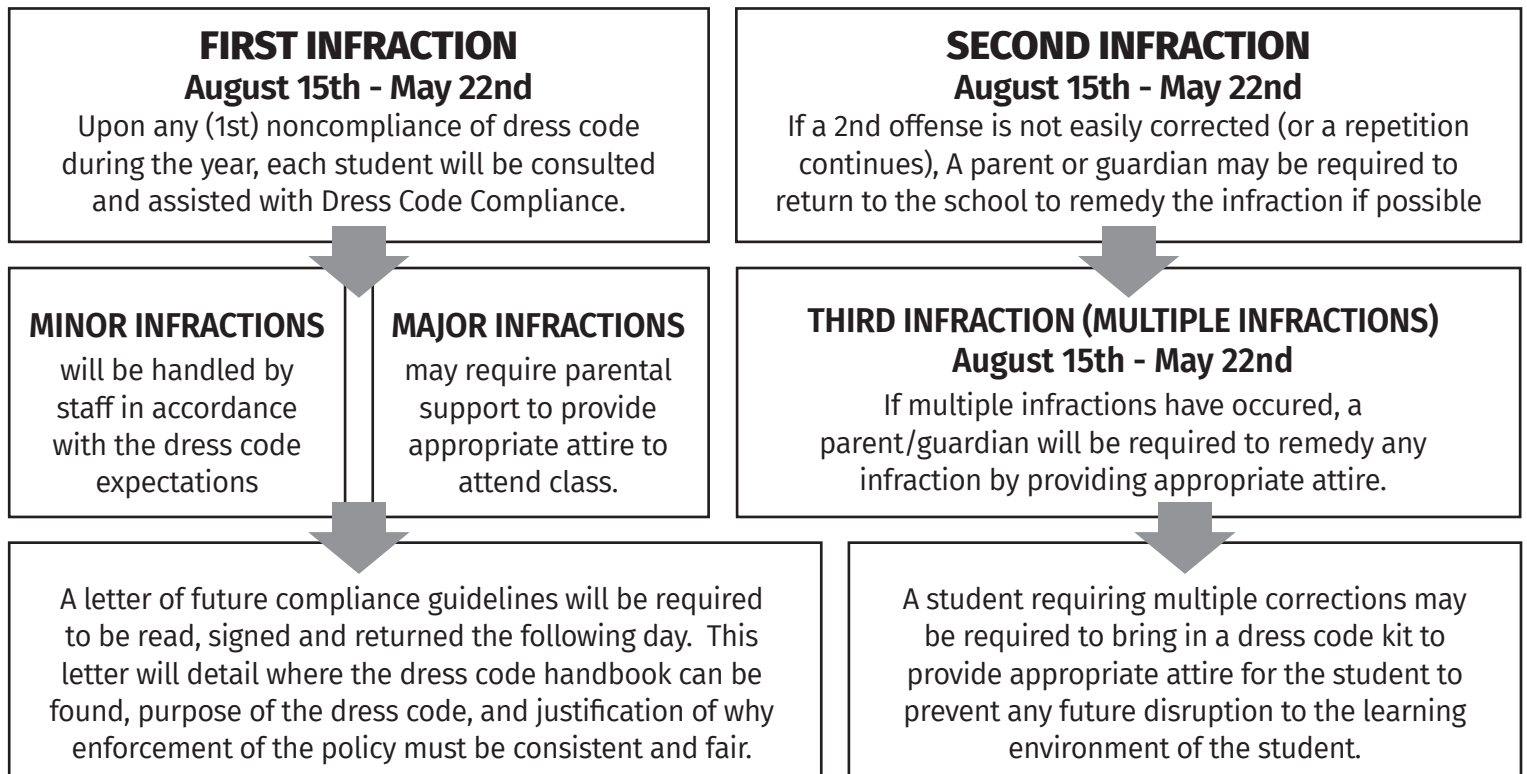 FIRST INFRACTION
August 15th - May 22nd
Upon any (1st) noncompliance of dress code
during the year, each student will be consulted
and assisted with Dress Code Compliance.
MINOR INFRACTIONS
will be handled by
staff in accordance
with the dress code
expectations
MAJOR INFRACTIONS
may require parental
support to provide
appropriate attire to
attend class.
A letter of future compliance guidelines will be required
to be read, signed and returned the following day.  This
letter will detail where the dress code handbook can be
found, purpose of the dress code, and justification of why
enforcement of the policy must be consistent and fair.
SECOND INFRACTION
August 15th - May 22nd
If a 2nd offense is not easily corrected (or a repetition
continues), A parent or guardian may be required to
return to the school to remedy the infraction if possible
THIRD INFRACTION (MULTIPLE INFRACTIONS)
August 15th - May 22nd
If multiple infractions have occured, a
parent/guardian will be required to remedy any
infraction by providing appropriate attire.
A student requiring multiple corrections may
be required to bring in a dress code kit to
provide appropriate attire for the student to
prevent any future disruption to the learning
environment of the student.